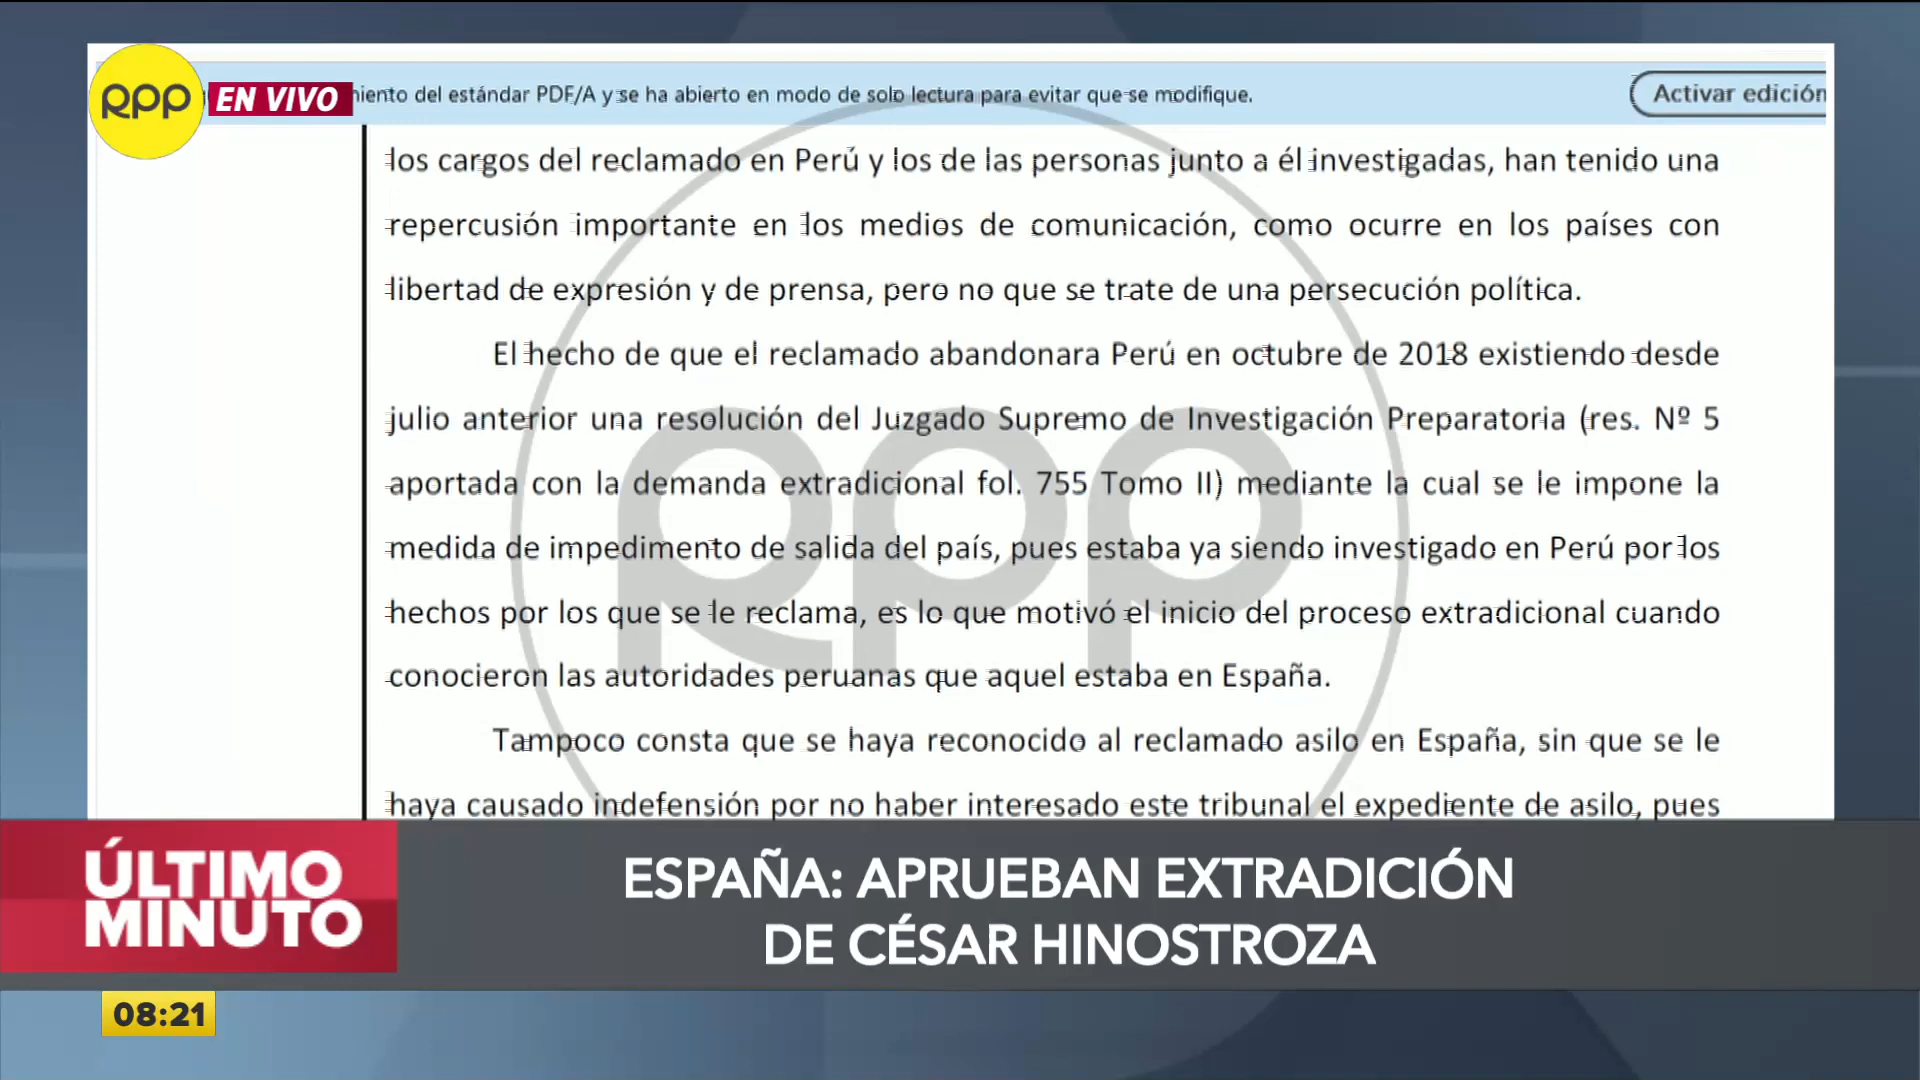 RPP
EN VIVO
miento del estándar PDF/A y se ha abierto en modo de solo lectura para evitar que se modifique.
Activar edición
los cargos del reclamado en Perú y los de las personas junto a él investigadas, han tenido una
repercusión importante en los medios de comunicación, como ocurre en los países con
libertad de expresión y de prensa, pero no que se trate de una persecución política.
El hecho de que el reclamado abandonara Perú en octubre de 2018 existiendo desde
julio anterior una resolución del Juzgado Supremo de Investigación Preparatoria (res. Nº 5
aportada con la demanda extradicional fol. 755 Tomo II) mediante la cual se le impone la
medida de impedimento de salida del país, pues estaba ya siendo investigado en Perú por los
hechos por los que se le reclama, es lo que motivó el inicio del proceso extradicional cuando
conocieron las autoridades peruanas que aquel estaba en España.
Tampoco consta que se haya reconocido al reclamado asilo en España, sin que se le
haya causado indefensión por no haber interesado este tribunal el expediente de asilo, pues
RPP
ÚLTIMO
MINUTO
ESPAÑA: APRUEBAN EXTRADICIÓN
DE CÉSAR HINOSTROZA
08:21